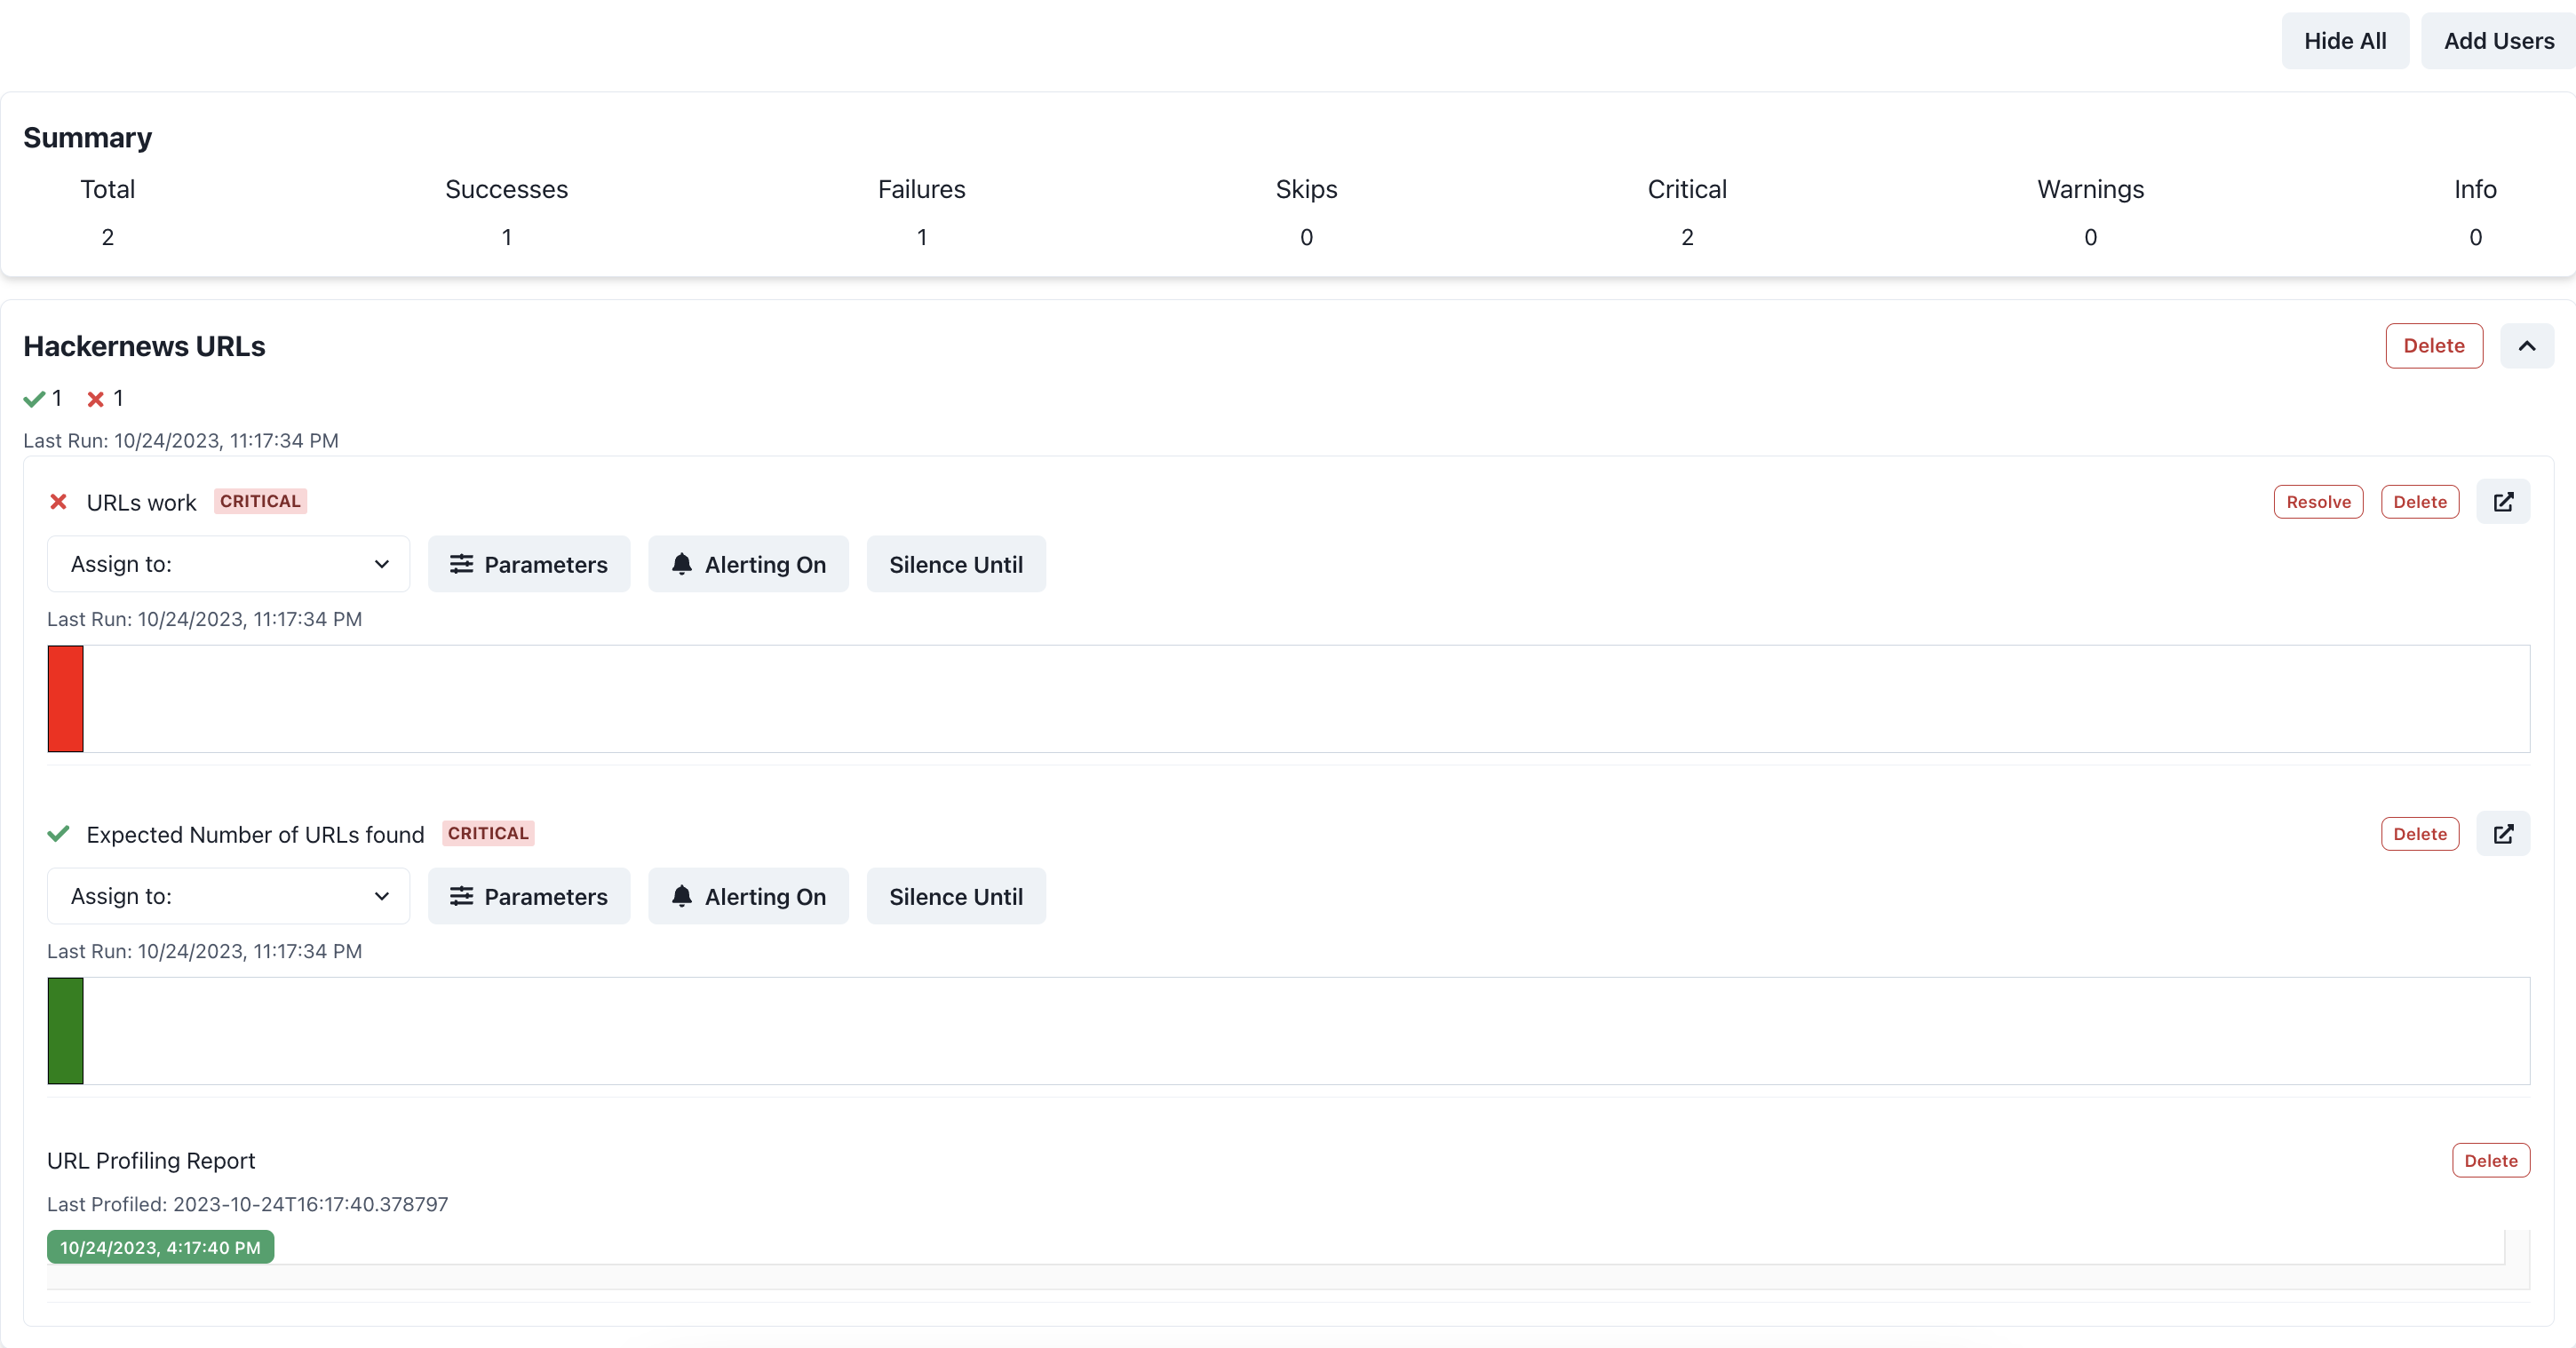 Hide All Add Users
Summary
Total Successes Failures Skips Critical Warnings Info
2 1 1 0 2 0 0
Hackernews URLs Delete
1 1
Last Run: 10/24/2023, 11:17:34 PM
URLs work CRITICAL Resolve Delete
Assign to: Parameters Alerting On Silence Until
Last Run: 10/24/2023, 11:17:34 PM
Expected Number of URLs found CRITICAL Delete
Assign to: Parameters Alerting On Silence Until
Last Run: 10/24/2023, 11:17:34 PM
URL Profiling Report Delete
Last Profiled: 2023-10-24T16:17:40.378797
10/24/2023, 4:17:40 PM